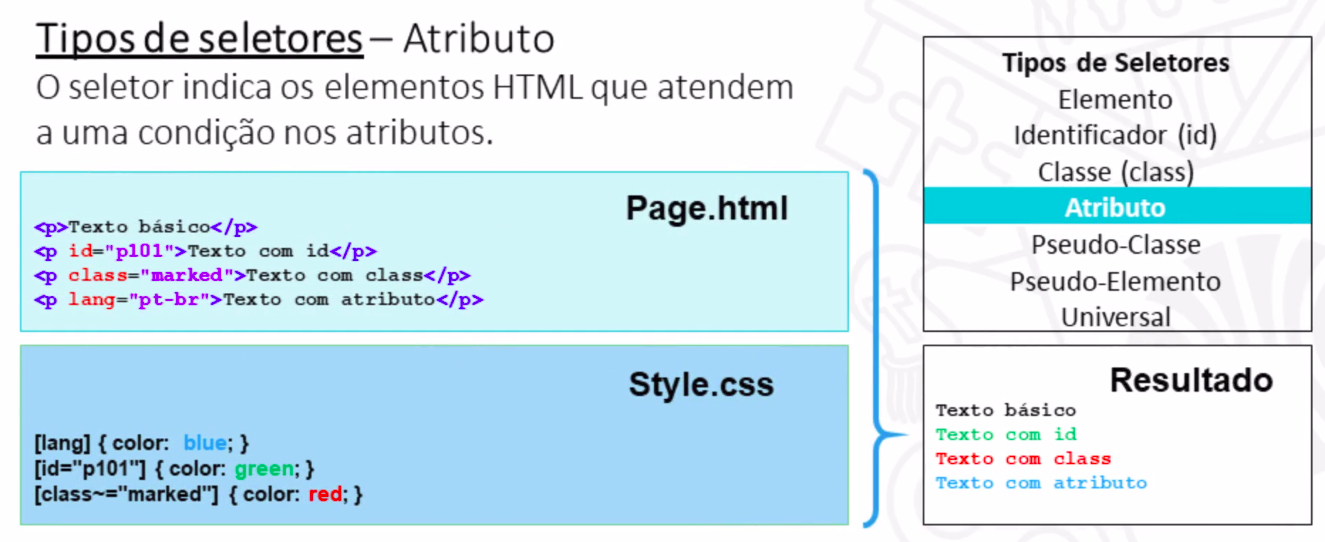 Tipos de seletores – Atributo
O seletor indica os elementos HTML que atendem
a uma condição nos atributos.
Page.html
<p>Texto básico</p>
<p id="p101">Texto com id</p>
<p class="marked">Texto com class</p>
<p lang="pt-br">Texto com atributo</p>
Style.css
[lang] { color: blue; }
[id="p101"] { color: green; }
[class~="marked"] { color: red; }
Tipos de Seletores
Elemento
Identificador (id)
Classe (class)
Atributo
Pseudo-Classe
Pseudo-Elemento
Universal
Resultado
Texto básico
Texto com id
Texto com class
Texto com atributo